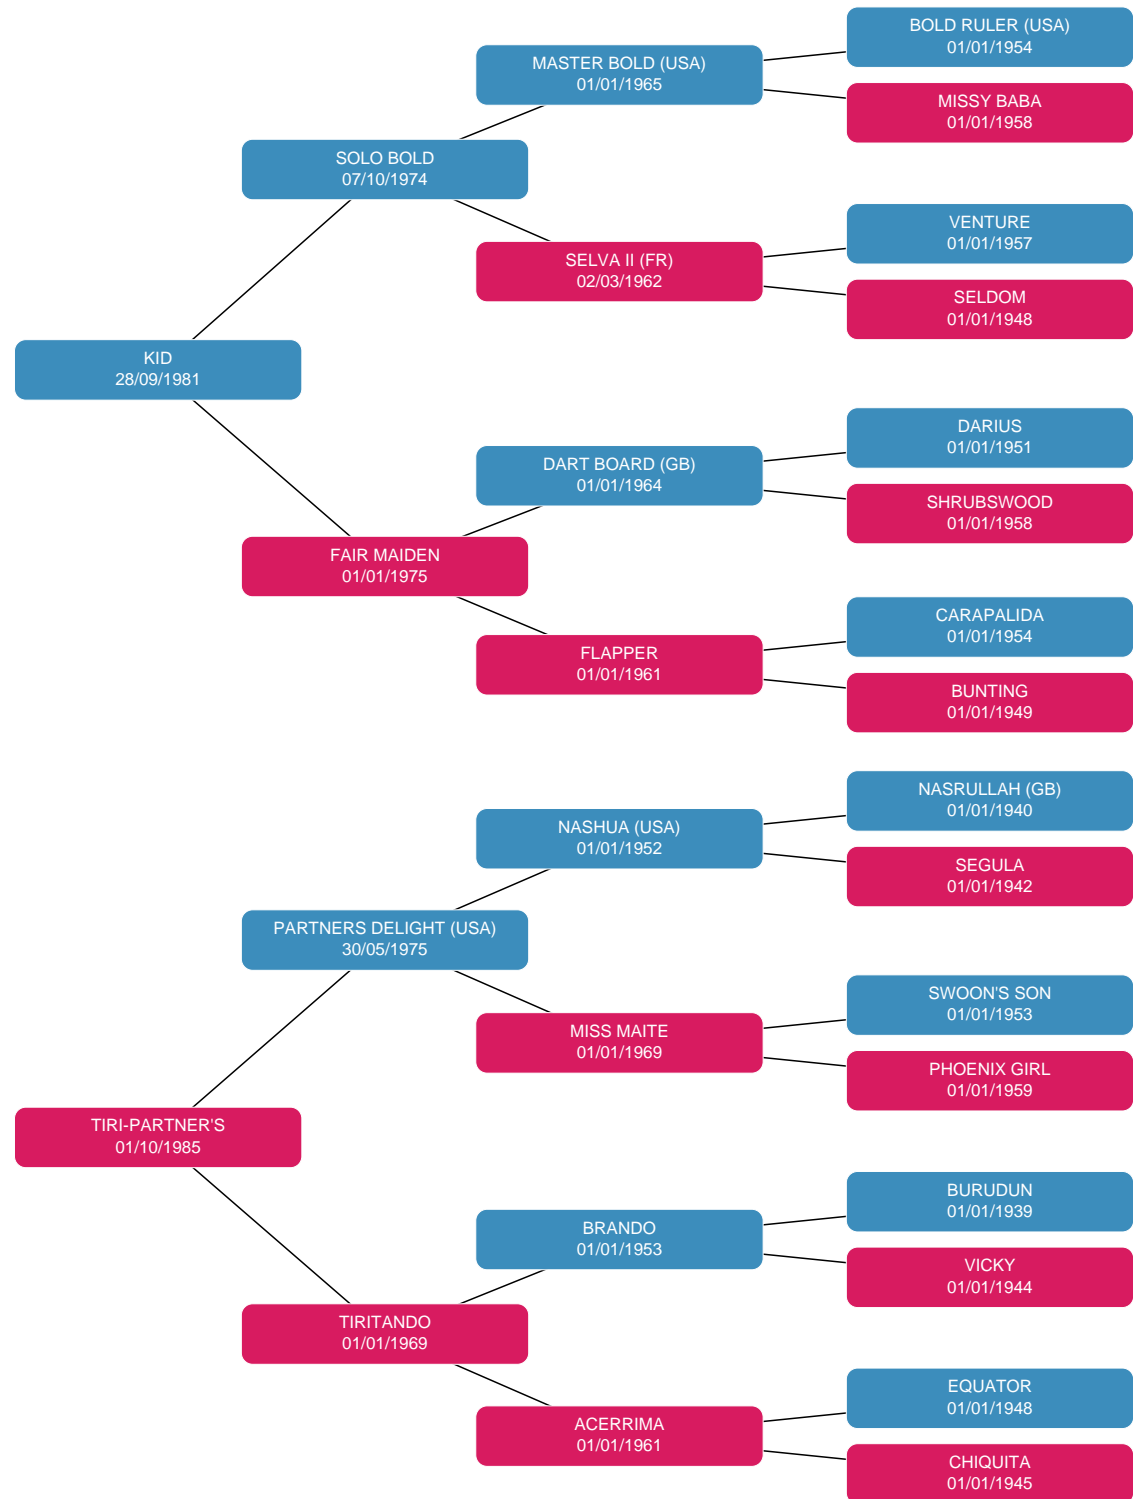 BOLD RULER (USA)
01/01/1954
MASTER BOLD (USA)
01/01/1965
MISSY BABA
01/01/1958
SOLO BOLD
07/10/1974
VENTURE
01/01/1957
SELVA II (FR)
02/03/1962
SELDOM
01/01/1948
KID
28/09/1981
DARIUS
01/01/1951
DART BOARD (GB)
01/01/1964
SHRUBSWOOD
01/01/1958
FAIR MAIDEN
01/01/1975
CARAPALIDA
01/01/1954
FLAPPER
01/01/1961
BUNTING
01/01/1949
NASRULLAH (GB)
01/01/1940
NASHUA (USA)
01/01/1952
SEGULA
01/01/1942
PARTNERS DELIGHT (USA)
30/05/1975
SWOON'S SON
01/01/1953
MISS MAITE
01/01/1969
PHOENIX GIRL
01/01/1959
TIRI-PARTNER'S
01/10/1985
BURUDUN
01/01/1939
BRANDO
01/01/1953
VICKY
01/01/1944
TIRITANDO
01/01/1969
EQUATOR
01/01/1948
ACERRIMA
01/01/1961
CHIQUITA
01/01/1945